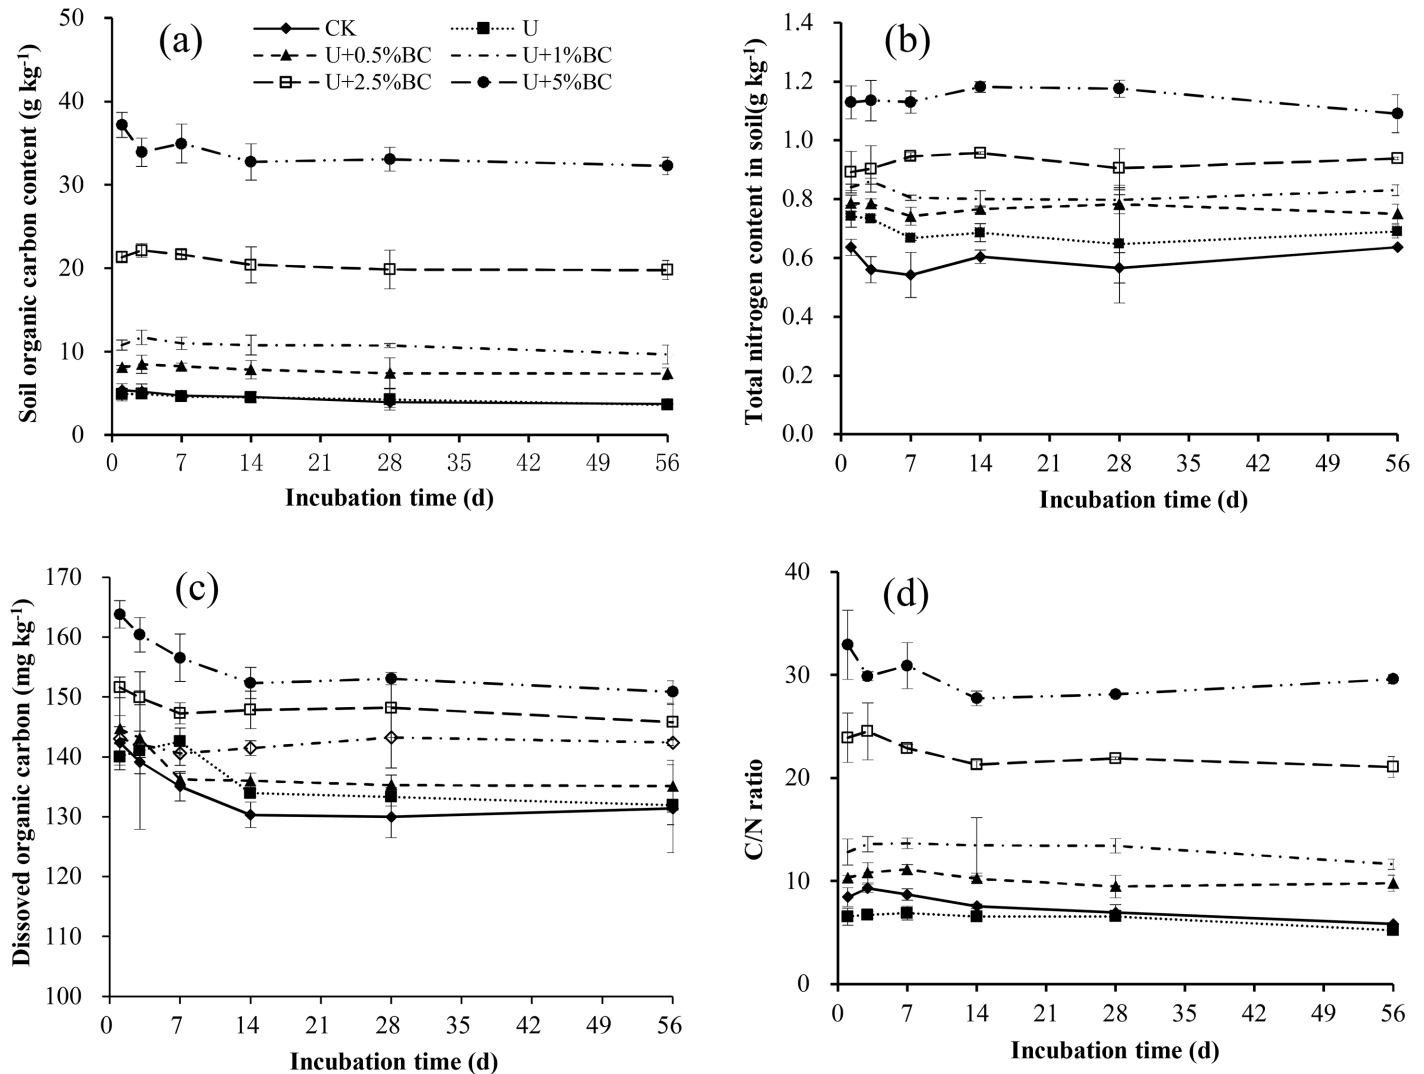 (a)
CK U
U+0.5%BC U+1%BC
U+2.5%BC U+5%BC
Soil organic carbon content (g kg⁻¹)
50
40
30
20
10
0
0 7 14 21 28 35 42 49 56
Incubation time (d)
(b)
Total nitrogen content in soil(g kg⁻¹)
1.4
1.2
1.0
0.8
0.6
0.4
0.2
0.0
0 7 14 21 28 35 42 49 56
Incubation time (d)
(c)
Dissoved organic carbon (mg kg⁻¹)
170
160
150
140
130
120
110
100
0 7 14 21 28 35 42 49 56
Incubation time (d)
(d)
C/N ratio
40
30
20
10
0
0 7 14 21 28 35 42 49 56
Incubation time (d)